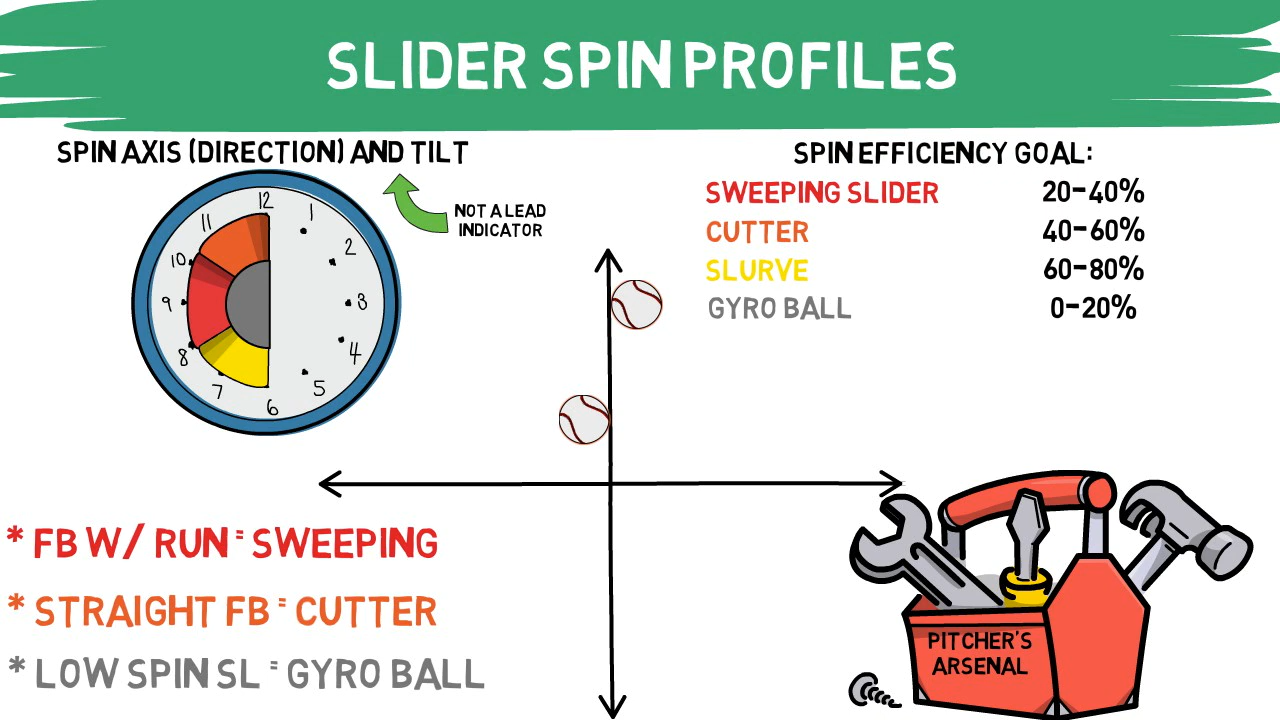 SLIDER SPIN PROFILES
SPIN AXIS (DIRECTION) AND TILT
NOT A LEAD
INDICATOR
12
11
1
10
2
9
3
8
4
7
5
6
SPIN EFFICIENCY GOAL:
SWEEPING SLIDER 20-40%
CUTTER 40-60%
SLURVE 60-80%
GYRO BALL 0-20%
* FB W/ RUN = SWEEPING
* STRAIGHT FB = CUTTER
* LOW SPIN SL = GYRO BALL
PITCHER'S
ARSENAL